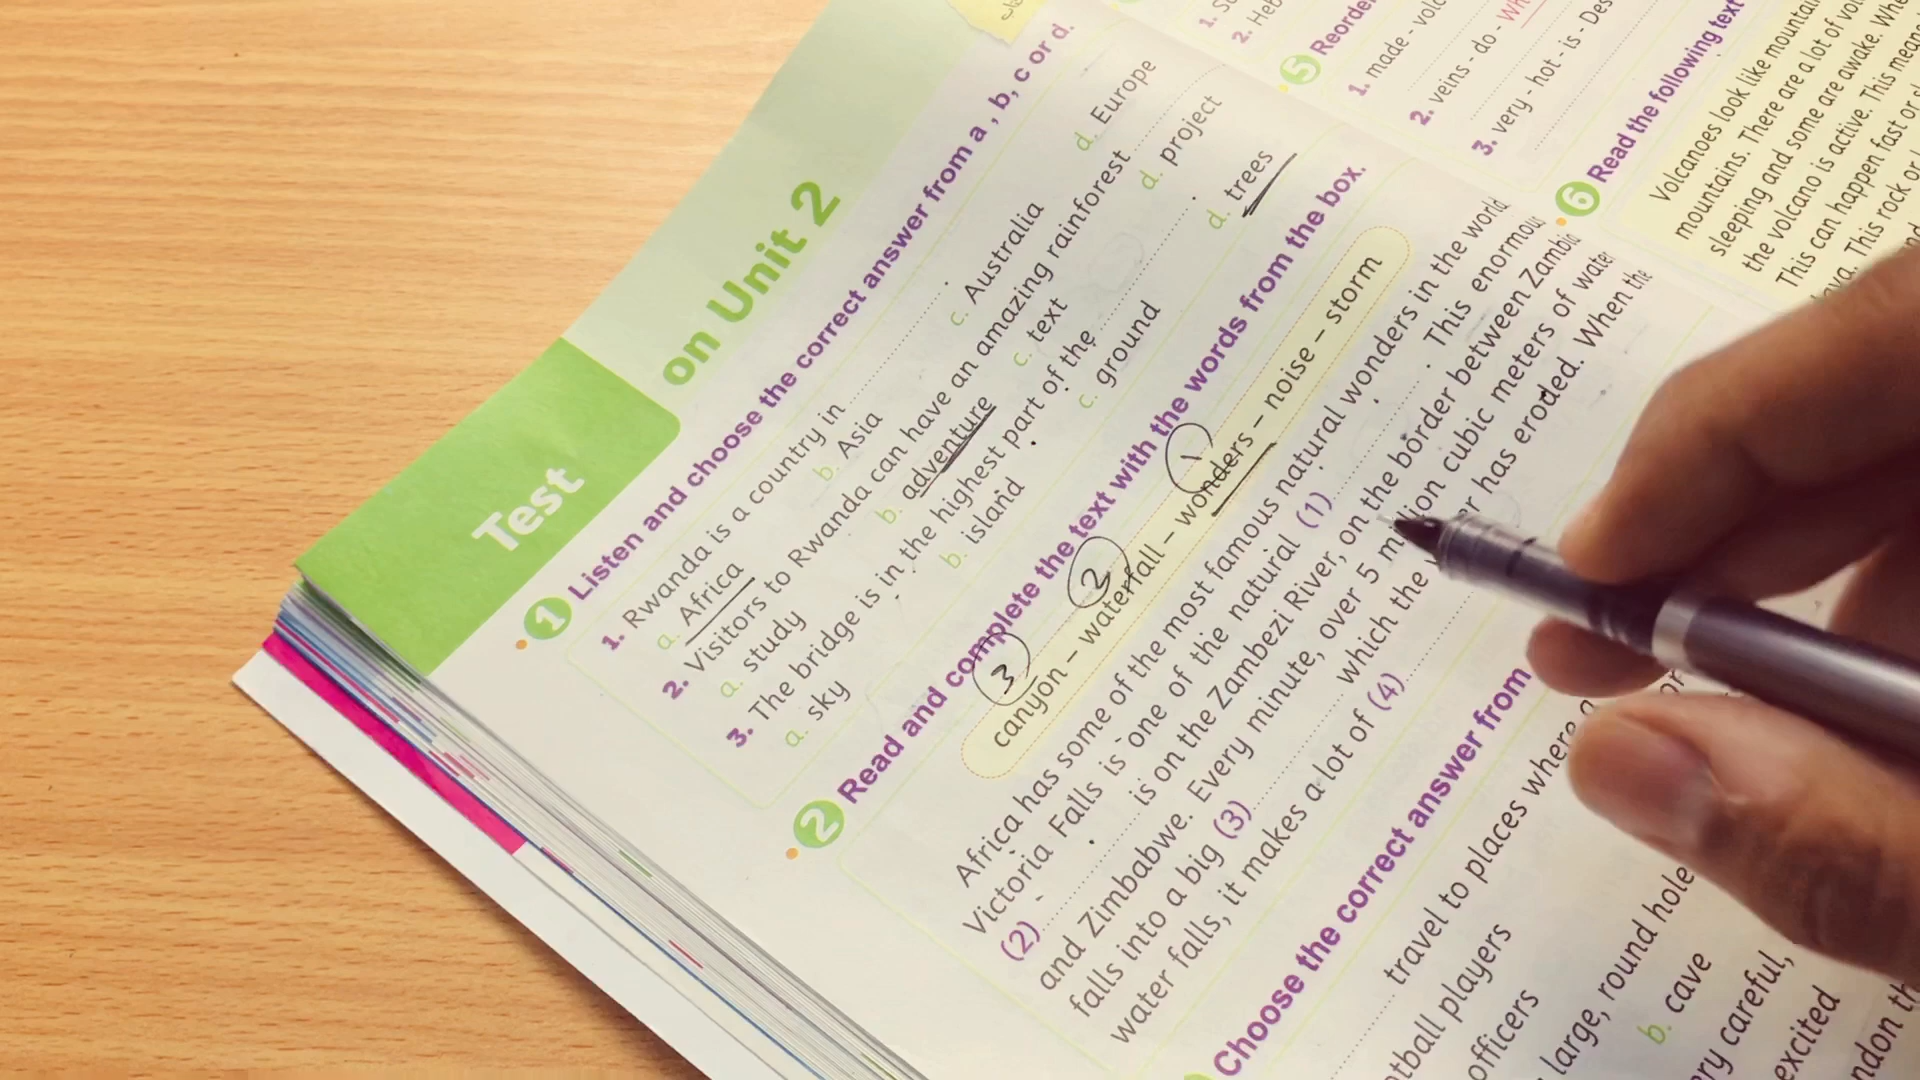 Test on Unit 2
1 Listen and choose the correct answer from a , b, c or d.
1. Rwanda is a country in ............ .
a. Africa b. Asia c. Australia d. Europe
2. Visitors to Rwanda can have an amazing rainforest ............
a. study b. adventure c. text d. project
3. The bridge is in the highest part of the ............ .
a. sky b. island c. ground d. trees
2 Read and complete the text with the words from the box.
3 2 1
canyon – waterfall – wonders – noise – storm
Africa has some of the most famous natural wonders in the world
Victoria Falls is one of the natural (1) ............ . This enormous
(2) ............ is on the Zambezi River, on the border between Zambia
and Zimbabwe. Every minute, over 5 million cubic meters of water
falls into a big (3) ............ which the has eroded. When the
water falls, it makes a lot of (4) ............
Choose the correct answer from
............ travel to places where
officers
large, round hole
b. cave
careful,
excited
5 Reorder
1. made -
2. veins - do -
3. very - hot - is -
6 Read the following text
Volcanoes look like mountain
mountains. There are a lot of
sleeping and some are awake.
the volcano is active. This
This can happen fast or
This rock or